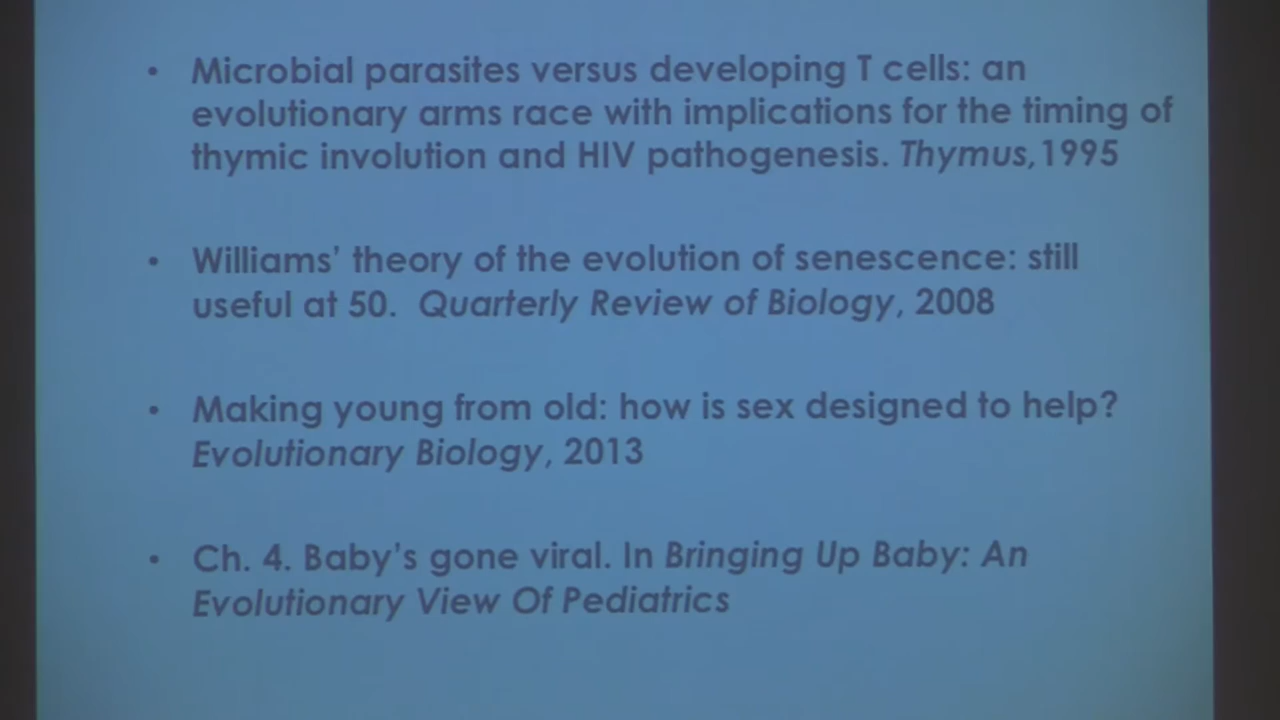 • Microbial parasites versus developing T cells: an
evolutionary arms race with implications for the timing of
thymic involution and HIV pathogenesis. Thymus, 1995
• Williams’ theory of the evolution of senescence: still
useful at 50. Quarterly Review of Biology, 2008
• Making young from old: how is sex designed to help?
Evolutionary Biology, 2013
• Ch. 4. Baby’s gone viral. In Bringing Up Baby: An
Evolutionary View Of Pediatrics